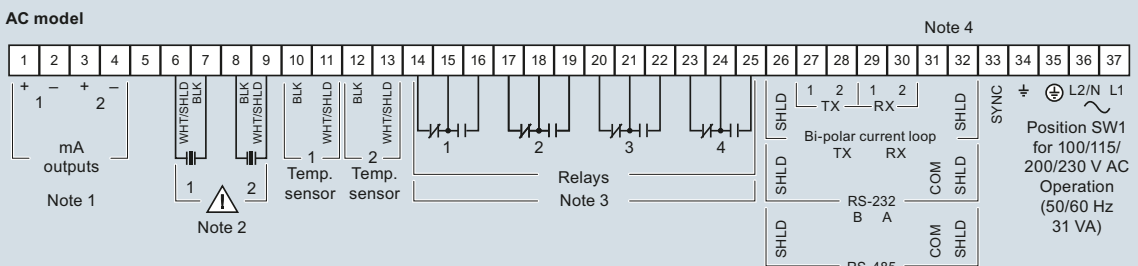 AC model
Note 4
1 2 3 4 5 6 7 8 9 10 11 12 13 14 15 16 17 18 19 20 21 22 23 24 25 26 27 28 29 30 31 32 33 34 35 36 37
+ – + –
1 2
mA
outputs
Note 1
WHT/SHLD
BLK
BLK
WHT/SHLD
1 2
Note 2
BLK
WHT/SHLD
1
Temp.
sensor
BLK
WHT/SHLD
2
Temp.
sensor
1 2 3 4
Relays
Note 3
SHLD
1 2 1 2
TX RX
SHLD
Bi-polar current loop
SHLD
TX RX
COM
SHLD
RS-232
SHLD
B A
COM
SHLD
RS-485
SYNC
L2/N L1
Position SW1
for 100/115/
200/230 V AC
Operation
(50/60 Hz
31 VA)